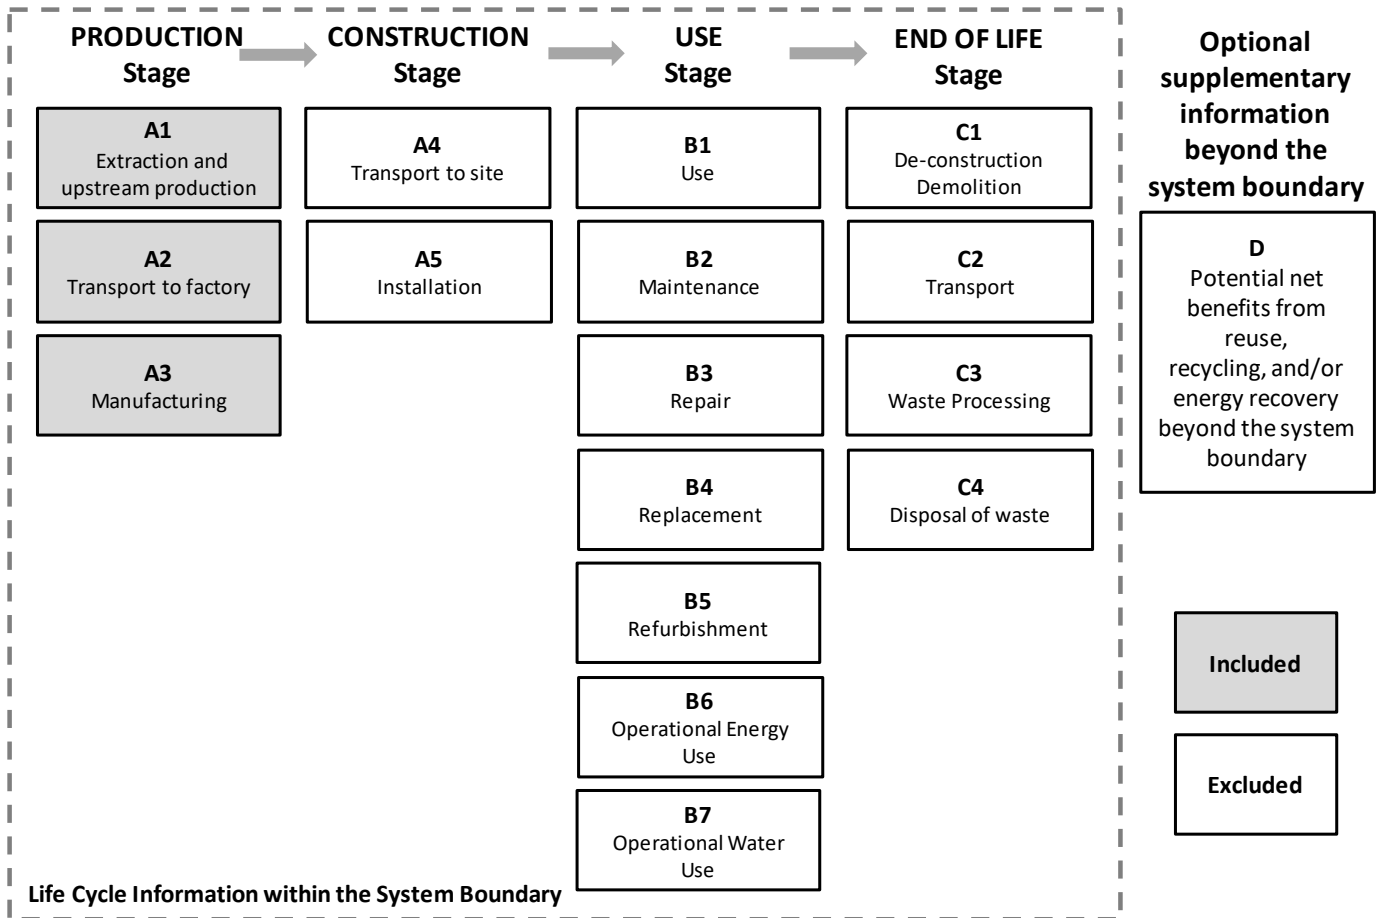 PRODUCTION
Stage
CONSTRUCTION
Stage
USE
Stage
END OF LIFE
Stage
A1
Extraction and
upstream production
A2
Transport to factory
A3
Manufacturing
A4
Transport to site
A5
Installation
B1
Use
B2
Maintenance
B3
Repair
B4
Replacement
B5
Refurbishment
B6
Operational Energy
Use
B7
Operational Water
Use
C1
De-construction
Demolition
C2
Transport
C3
Waste Processing
C4
Disposal of waste
Life Cycle Information within the System Boundary
Optional
supplementary
information
beyond the
system boundary
D
Potential net
benefits from
reuse,
recycling, and/or
energy recovery
beyond the system
boundary
Included
Excluded